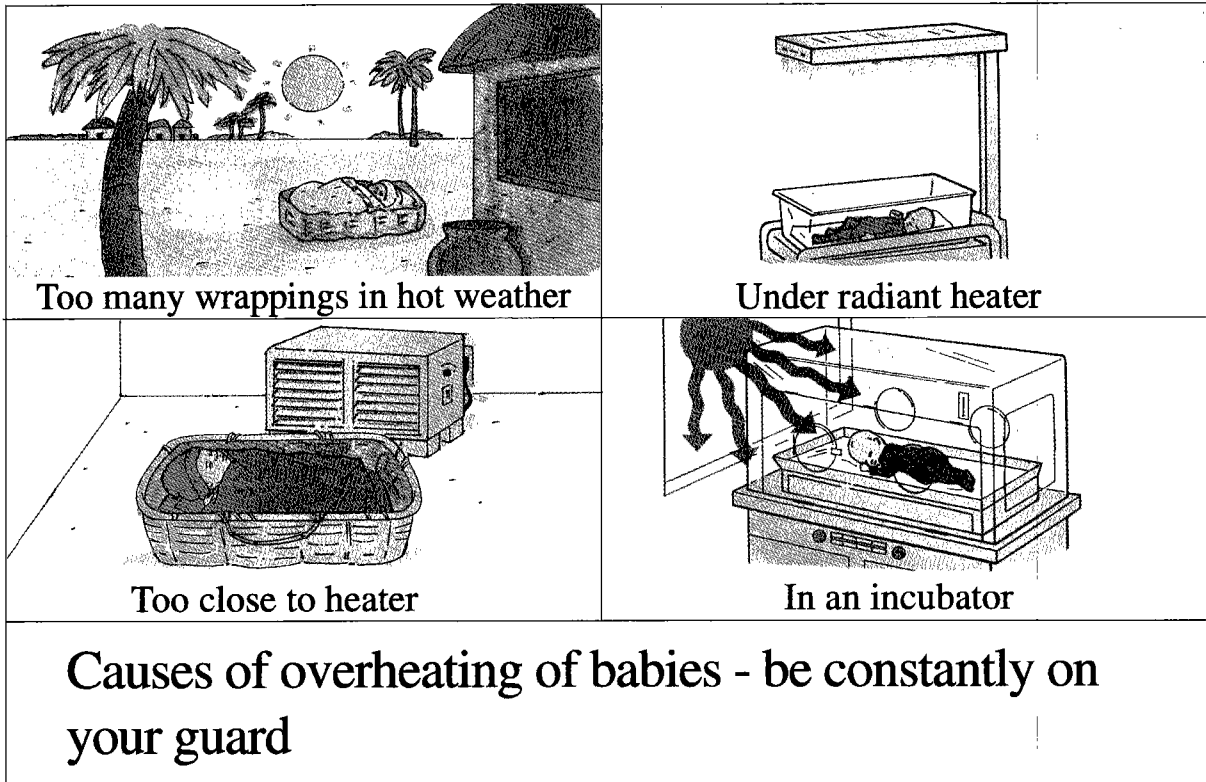 Too many wrappings in hot weather
Under radiant heater
Too close to heater
In an incubator
Causes of overheating of babies - be constantly on
your guard